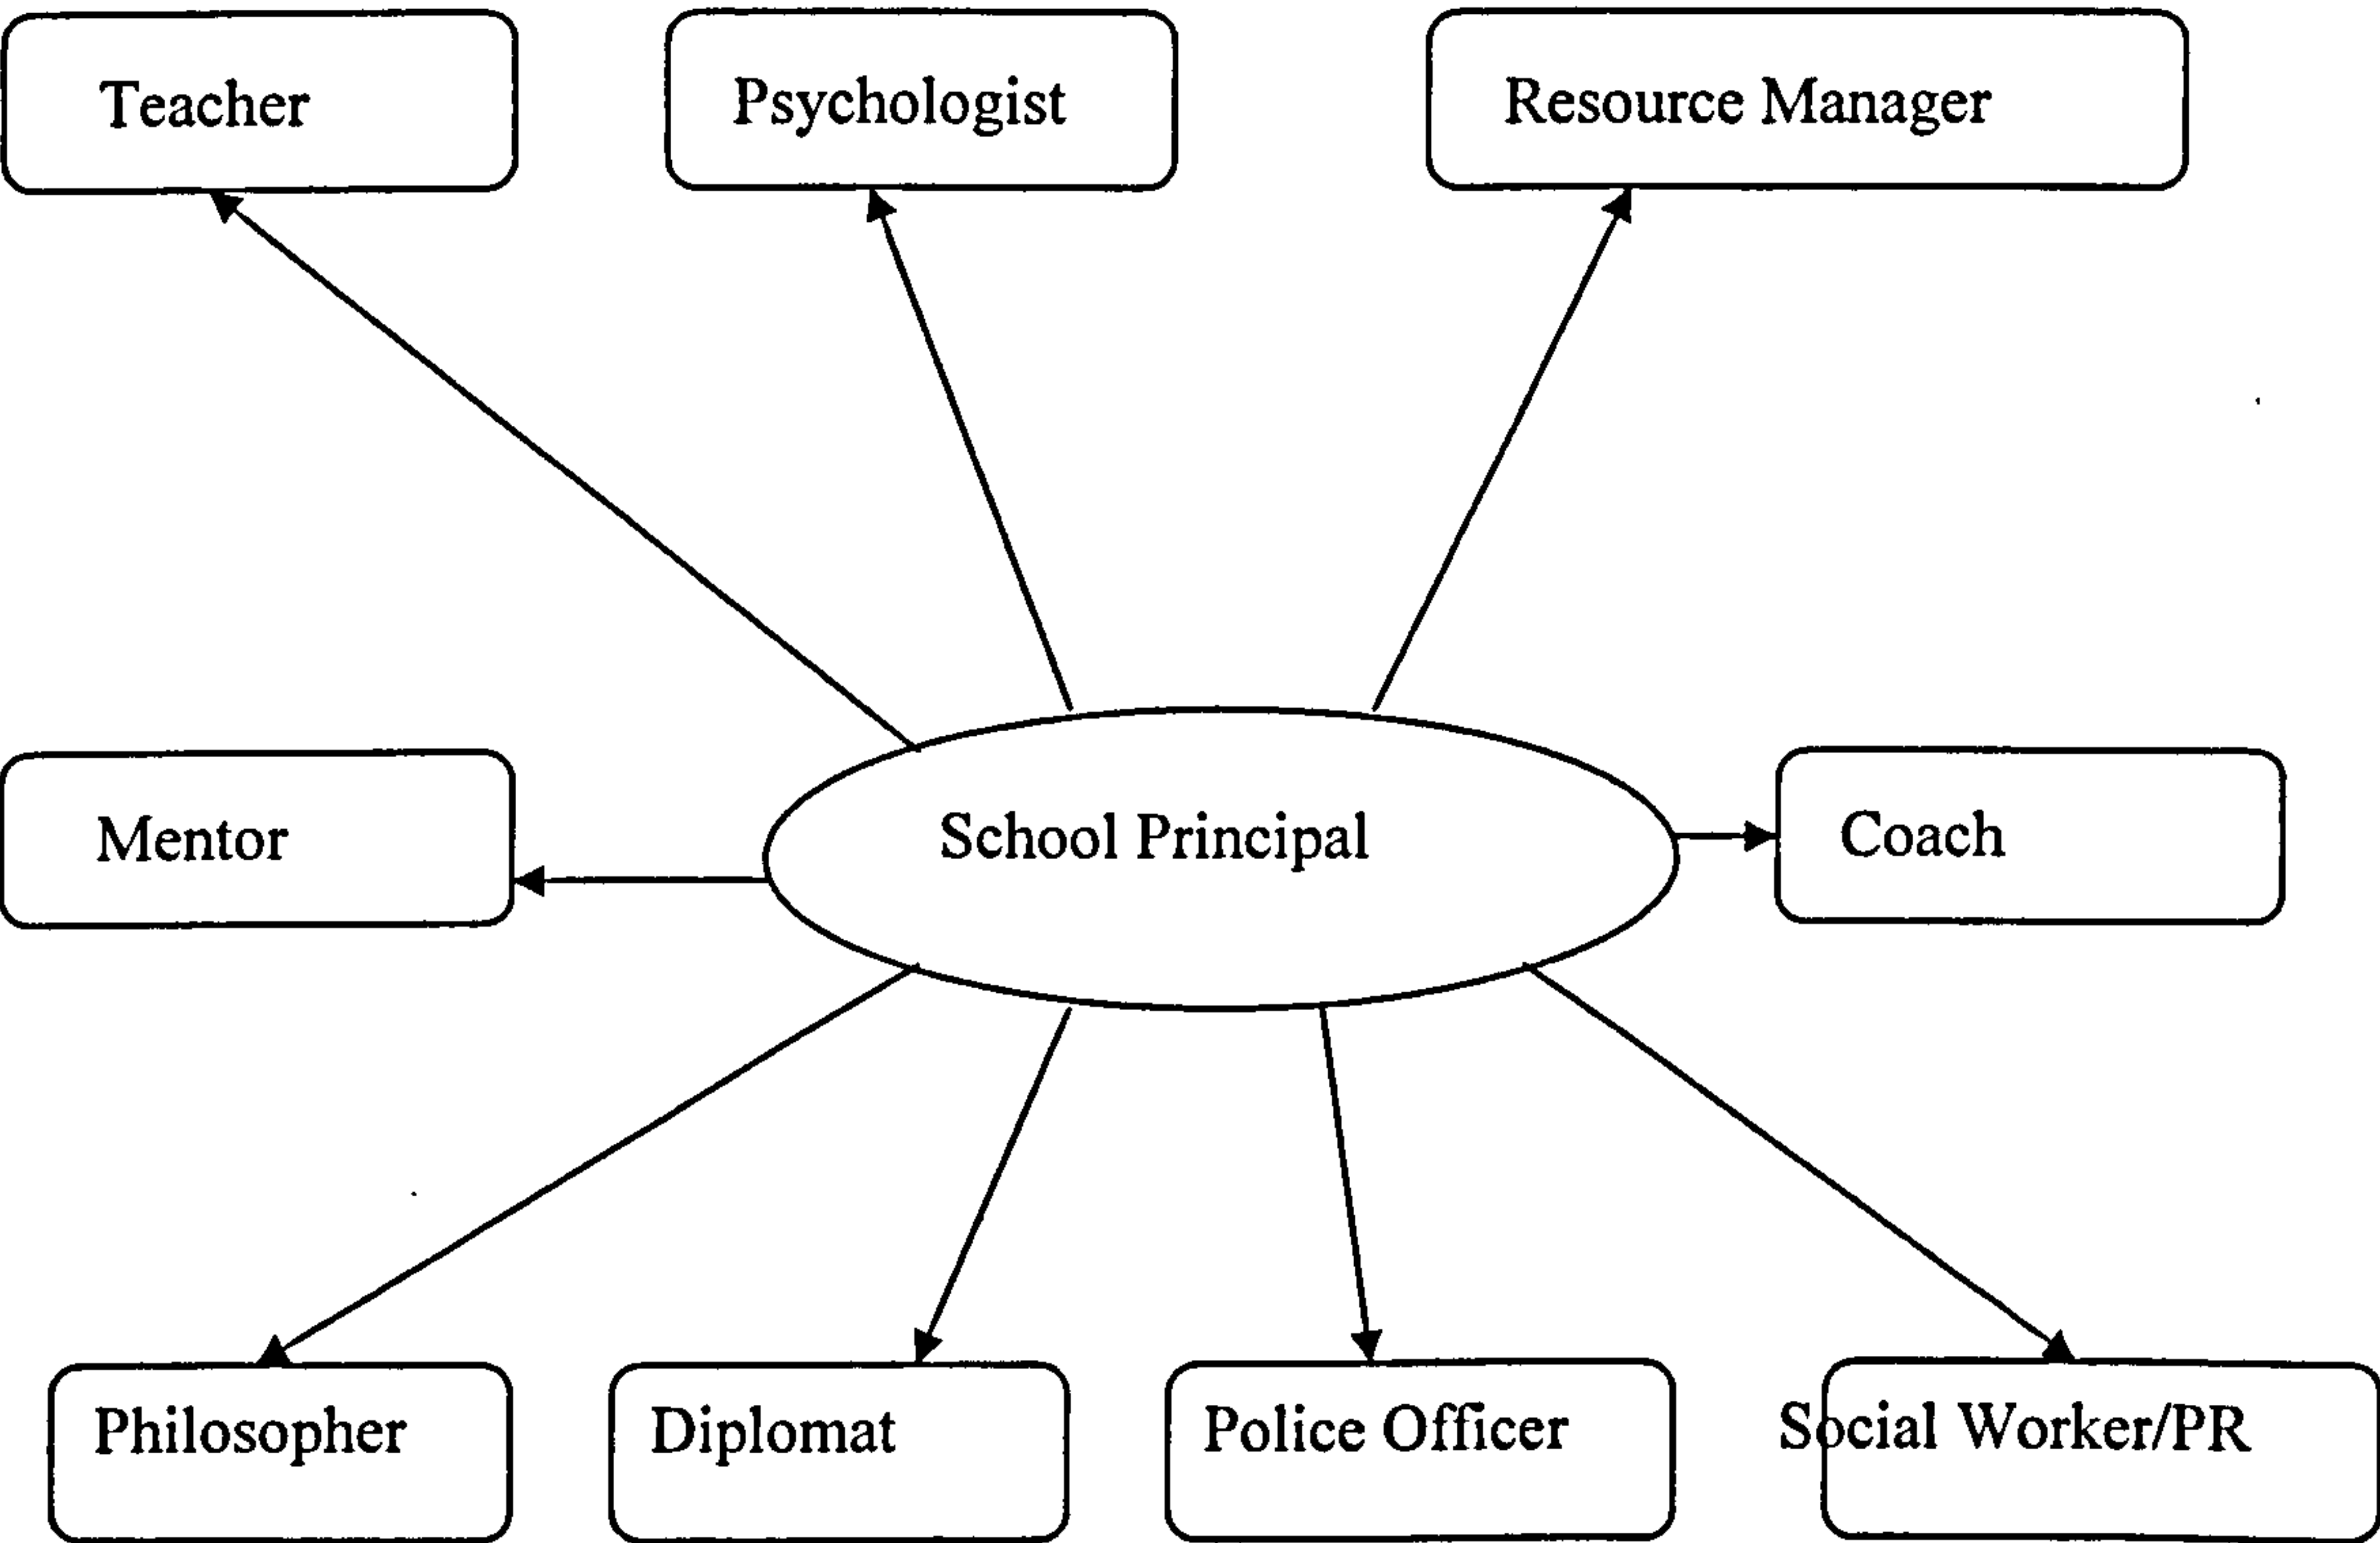 Teacher
Psychologist
Resource Manager
Mentor
School Principal
Coach
Philosopher
Diplomat
Police Officer
Social Worker/PR